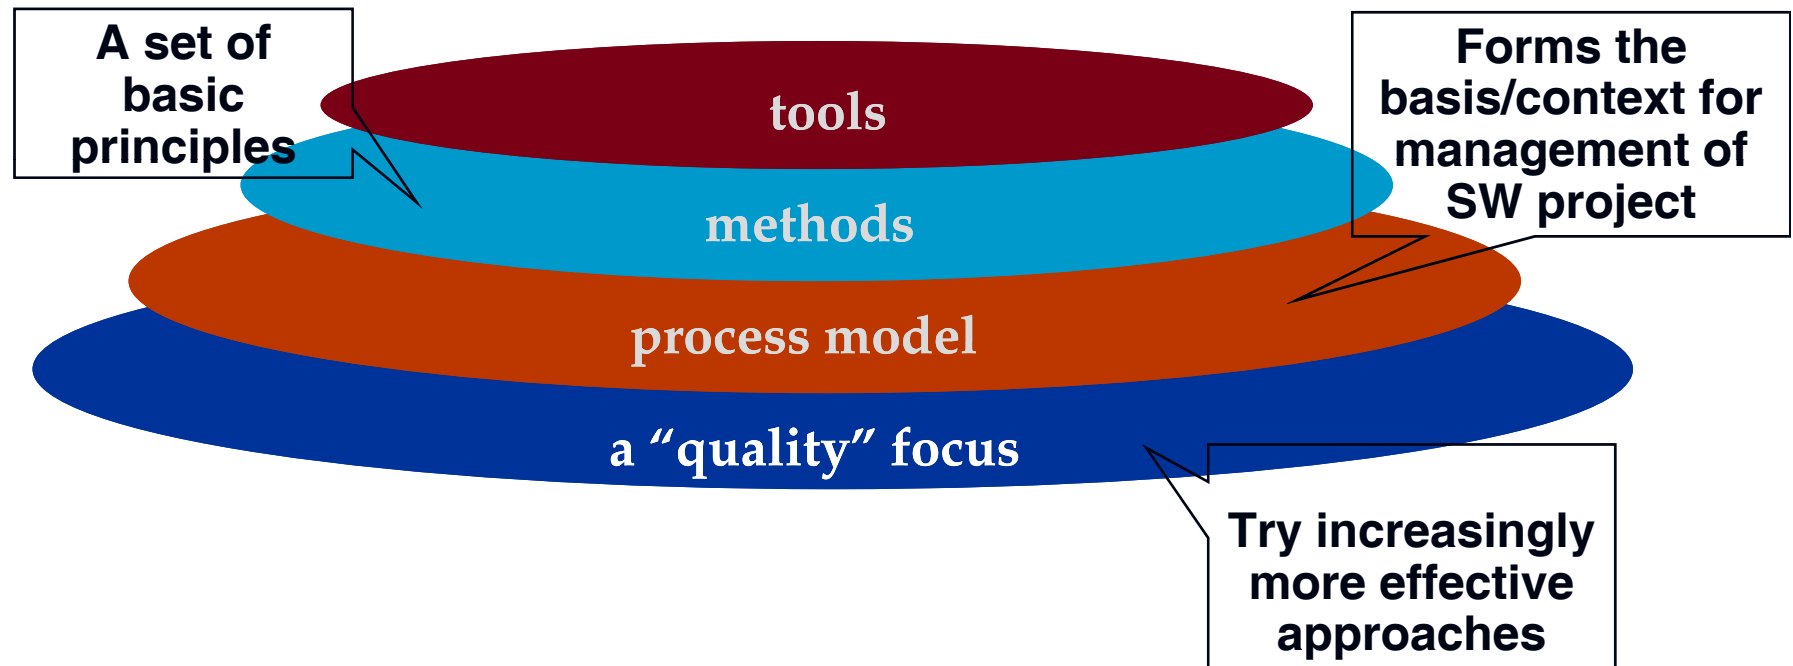 A set of
basic
principles
Forms the
basis/context for
management of
SW project
tools
methods
process model
a “quality” focus
Try increasingly
more effective
approaches